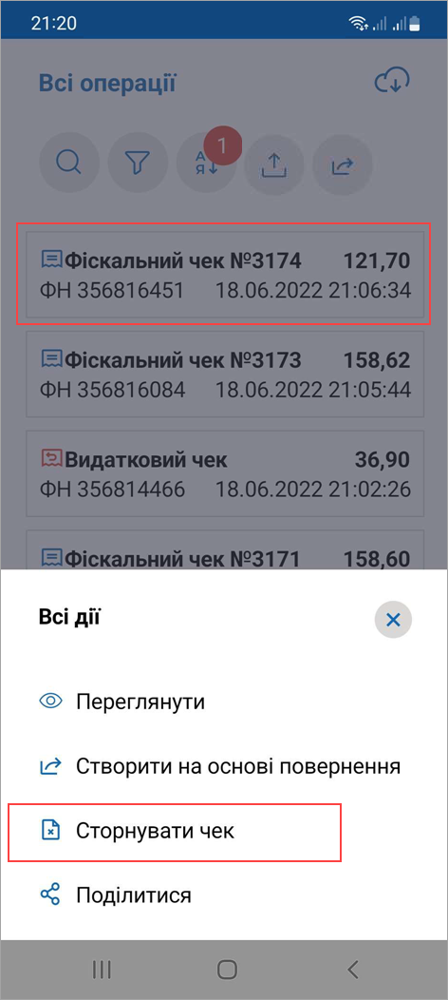 21:20
Всі операції
А
Я
1
Фіскальний чек №3174 121,70
ФН 356816451 18.06.2022 21:06:34
Фіскальний чек №3173 158,62
ФН 356816084 18.06.2022 21:05:44
Видатковий чек 36,90
ФН 356814466 18.06.2022 21:02:26
Фіскальний чек №3171 158,60
Всі дії
Переглянути
Створити на основі повернення
Сторнувати чек
Поділитися